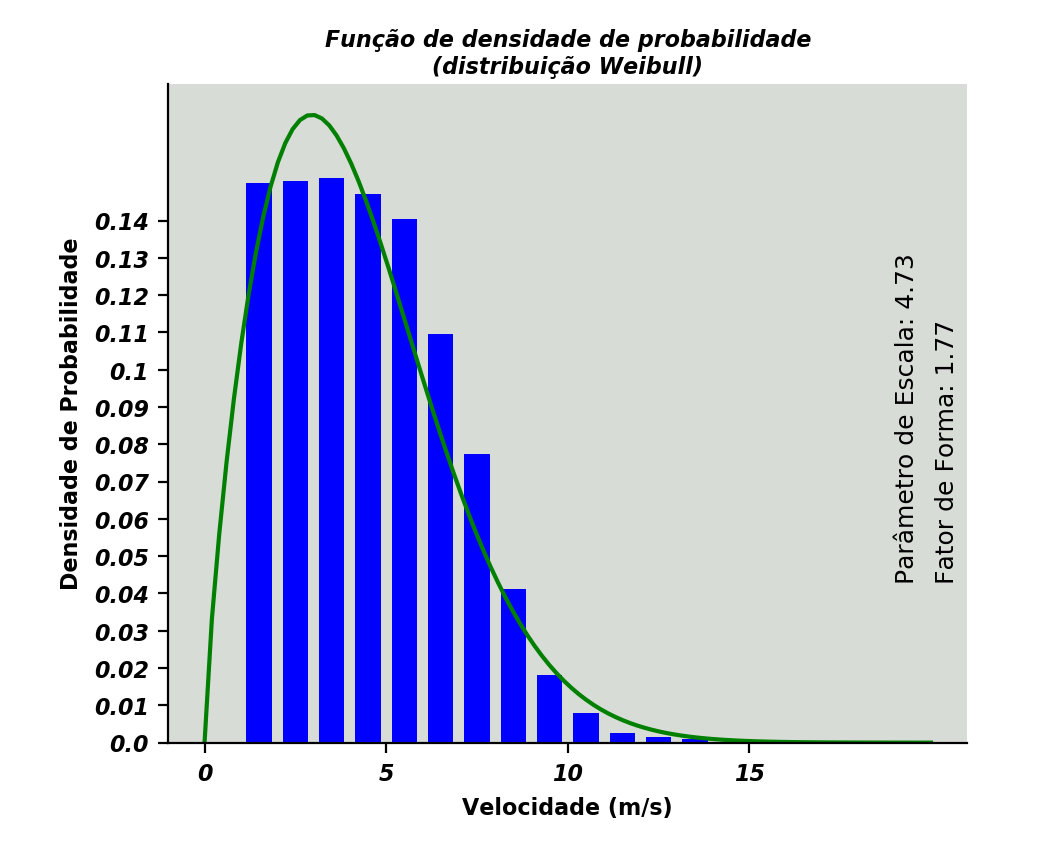 Função de densidade de probabilidade
(distribuição Weibull)
Densidade de Probabilidade
0.14
0.13
0.12
0.11
0.1
0.09
0.08
0.07
0.06
0.05
0.04
0.03
0.02
0.01
0.0
Parâmetro de Escala: 4.73
Fator de Forma: 1.77
0 5 10 15
Velocidade (m/s)